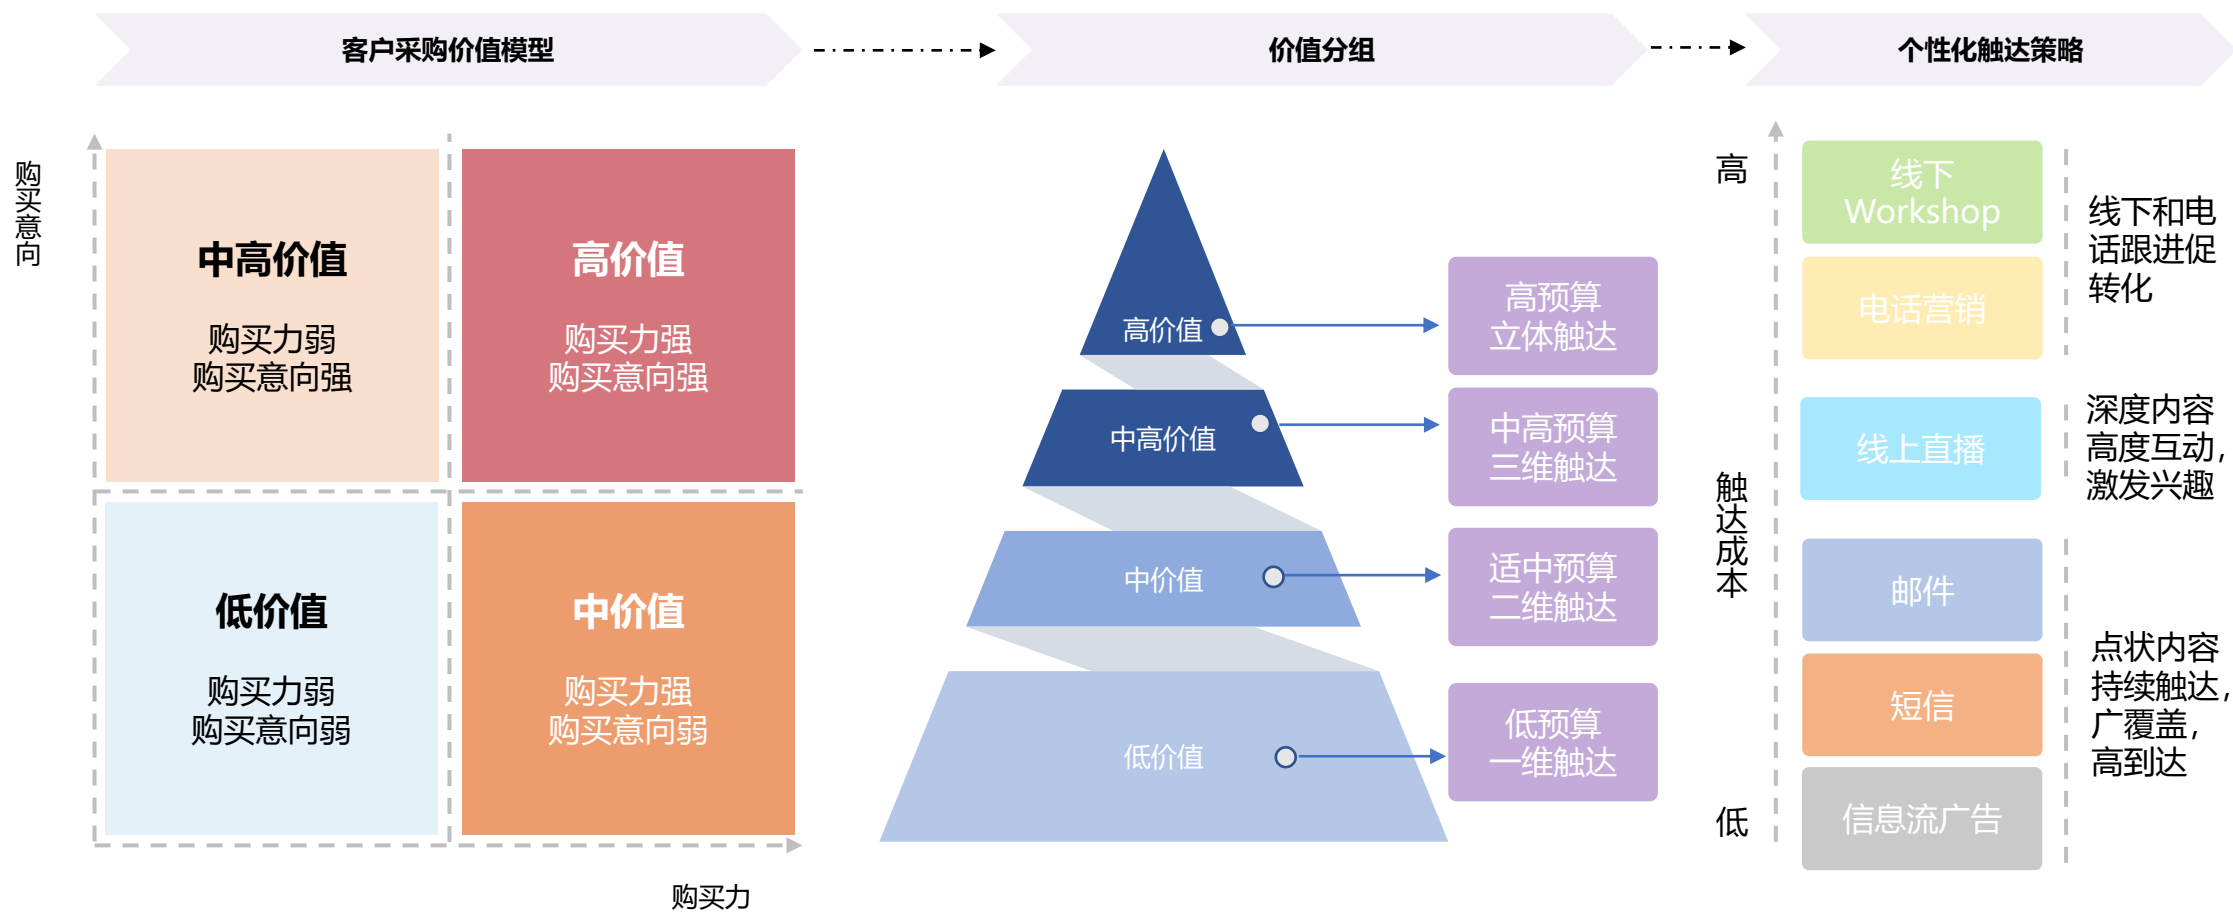 客户采购价值模型
价值分组
个性化触达策略
购买意向
中高价值
购买力弱
购买意向强
高价值
购买力强
购买意向强
低价值
购买力弱
购买意向弱
中价值
购买力强
购买意向弱
购买力
高价值
中高价值
中价值
低价值
高预算
立体触达
中高预算
三维触达
适中预算
二维触达
低预算
一维触达
高
触达成本
低
线下
Workshop
电话营销
线上直播
邮件
短信
信息流广告
线下和电
话跟进促
转化
深度内容
高度互动，
激发兴趣
点状内容
持续触达，
广覆盖，
高到达